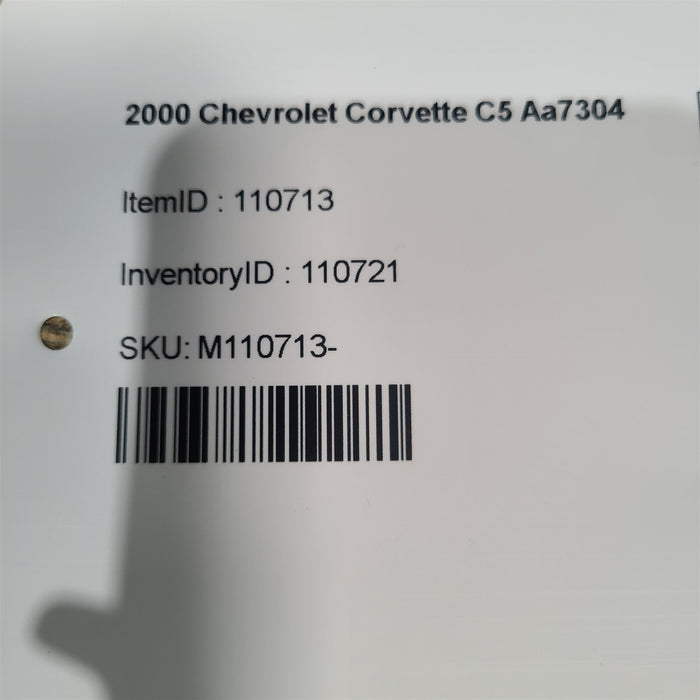 2000 Chevrolet Corvette C5 Aa7304
ItemID : 110713
InventoryID : 110721
SKU: M110713-